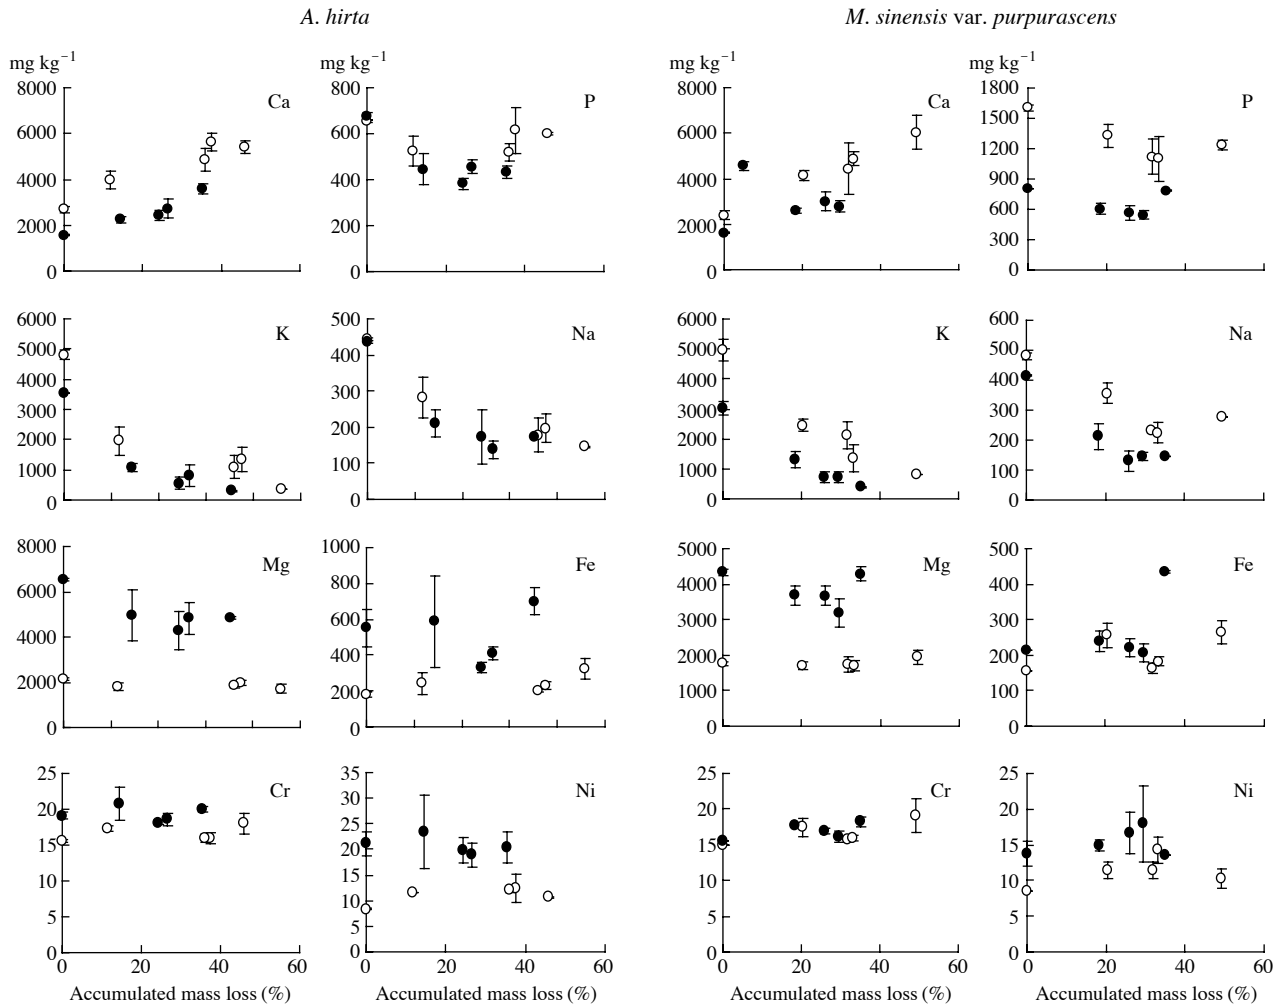 A. hirta M. sinensis var. purpurascens
mg kg⁻¹ mg kg⁻¹ mg kg⁻¹ mg kg⁻¹
8000 Ca 800 P 8000 Ca 1800 P
6000 600 6000 1500
4000 400 4000 1200
2000 200 2000 900
0 0 0 600
300
0
6000 K 500 Na 6000 K 600 Na
5000 400 5000 500
4000 300 4000 400
3000 200 3000 300
2000 100 2000 200
1000 0 1000 100
0 0 0
8000 Mg 1000 Fe 5000 Mg 500 Fe
6000 800 4000 400
4000 600 3000 300
2000 400 2000 200
0 200 1000 100
0 0 0
25 Cr 35 Ni 25 Cr 25 Ni
20 30 20 20
15 25 15 15
10 20 10 10
5 15 5 5
0 10 0 0
5
0
0 20 40 60 0 20 40 60 0 20 40 60 0 20 40 60
Accumulated mass loss (%) Accumulated mass loss (%) Accumulated mass loss (%) Accumulated mass loss (%)